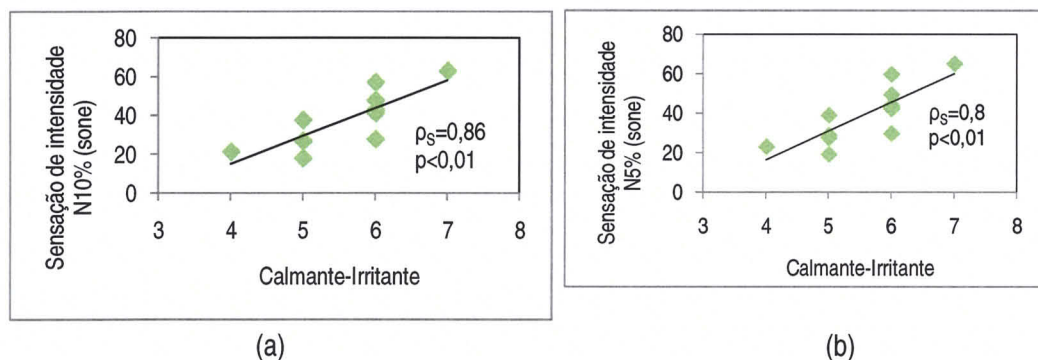 Sensação de intensidade
N10% (sone)
80
60
40
20
0
3 4 5 6 7 8
ρS=0,86
p<0,01
Calmante-Irritante
(a)
Sensação de intensidade
N5% (sone)
80
60
40
20
0
3 4 5 6 7 8
ρS=0,8
p<0,01
Calmante-Irritante
(b)